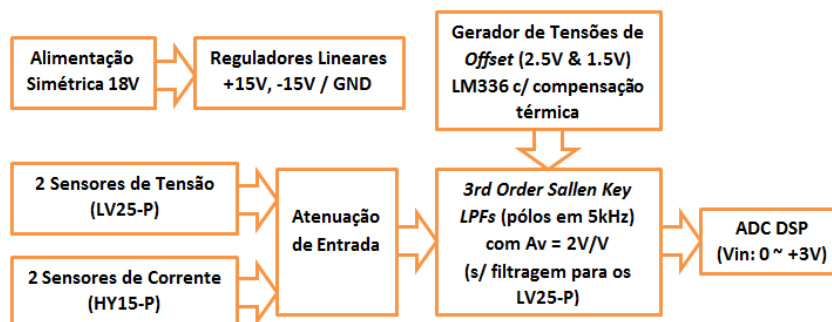 Alimentação
Simétrica 18V
Reguladores Lineares
+15V, -15V / GND
Gerador de Tensões de
Offset (2.5V & 1.5V)
LM336 c/ compensação
térmica
2 Sensores de Tensão
(LV25-P)
2 Sensores de Corrente
(HY15-P)
Atenuação
de Entrada
3rd Order Sallen Key
LPFs (pólos em 5kHz)
com Av = 2V/V
(s/ filtragem para os
LV25-P)
ADC DSP
(Vin: 0 ~ +3V)